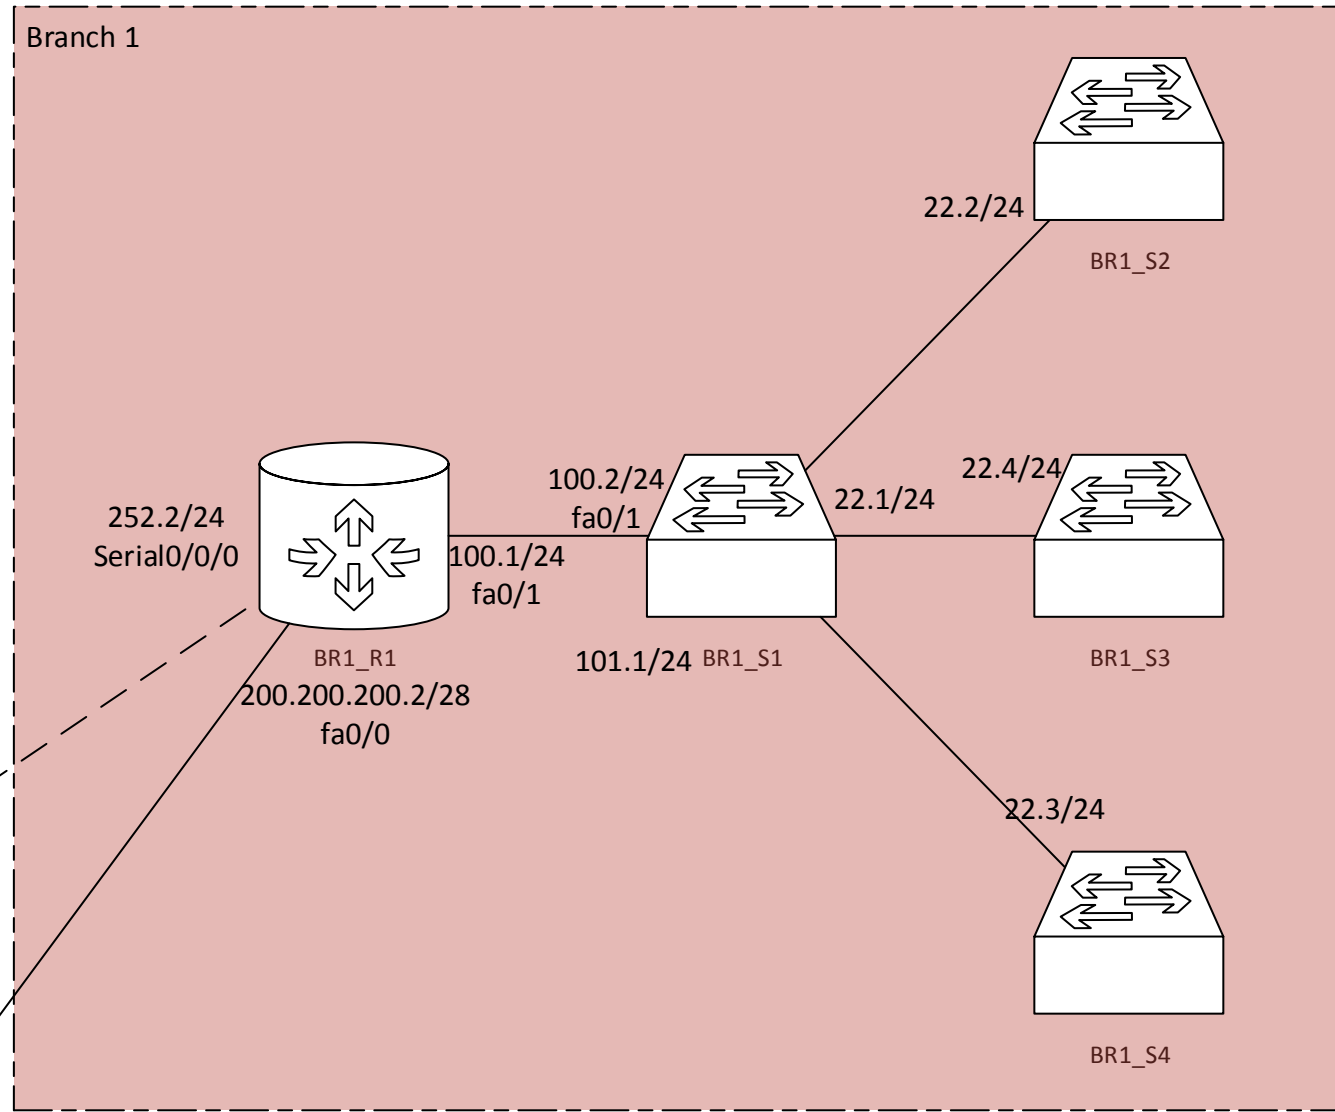 Branch 1
22.2/24
BR1_S2
252.2/24
Serial0/0/0
100.1/24
fa0/1
BR1_R1
200.200.200.2/28
fa0/0
100.2/24
fa0/1
22.1/24
101.1/24
BR1_S1
22.4/24
BR1_S3
22.3/24
BR1_S4